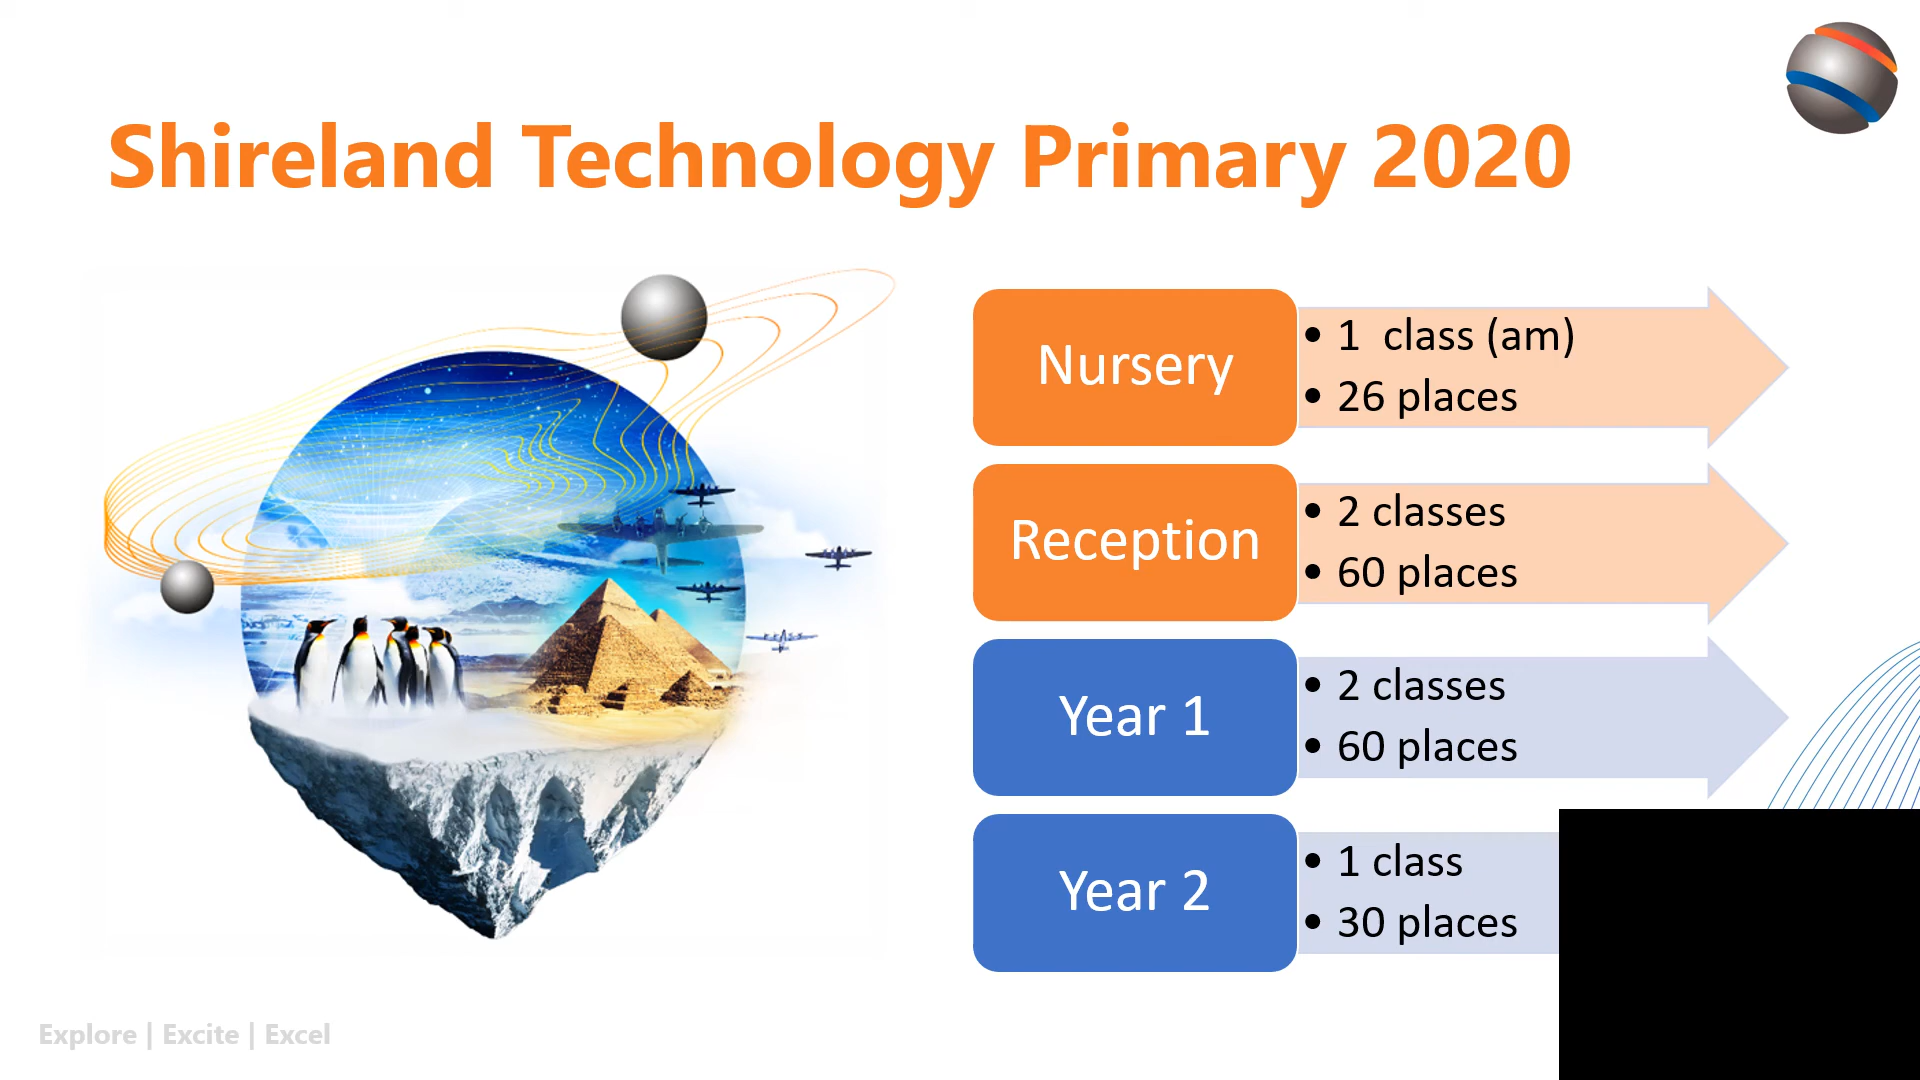 Shireland Technology Primary 2020
Nursery
• 1  class (am)
• 26 places
Reception
• 2 classes
• 60 places
Year 1
• 2 classes
• 60 places
Year 2
• 1 class
• 30 places
Explore | Excite | Excel